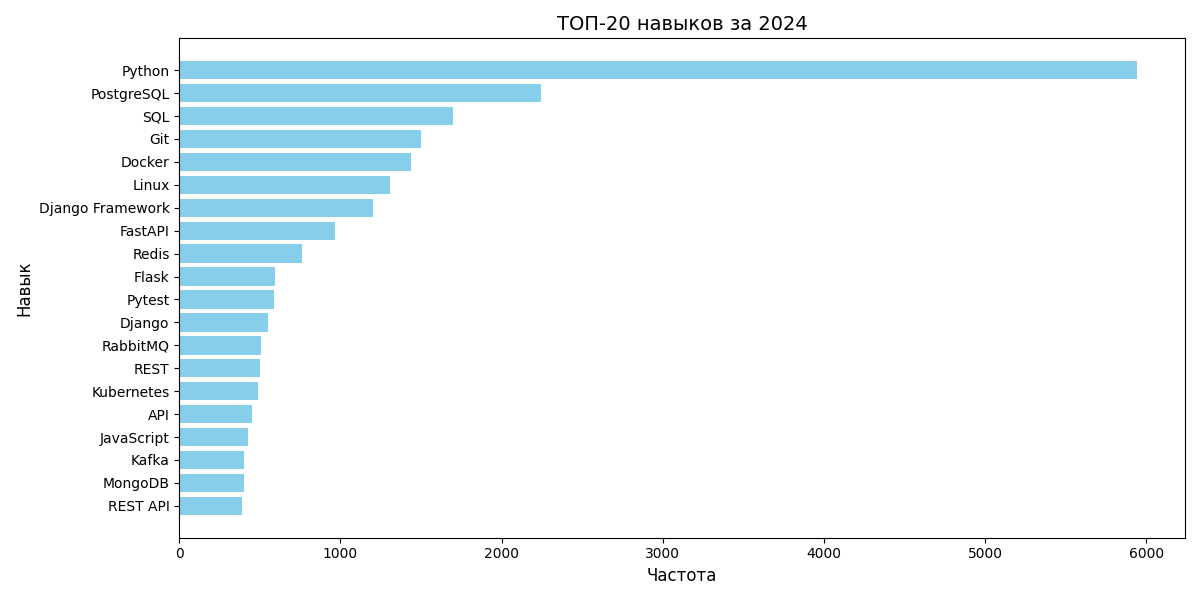 ТОП-20 навыков за 2024
Python
PostgreSQL
SQL
Git
Docker
Linux
Django Framework
FastAPI
Redis
Flask
Pytest
Django
RabbitMQ
REST
Kubernetes
API
JavaScript
Kafka
MongoDB
REST API
Навык
0 1000 2000 3000 4000 5000 6000
Частота